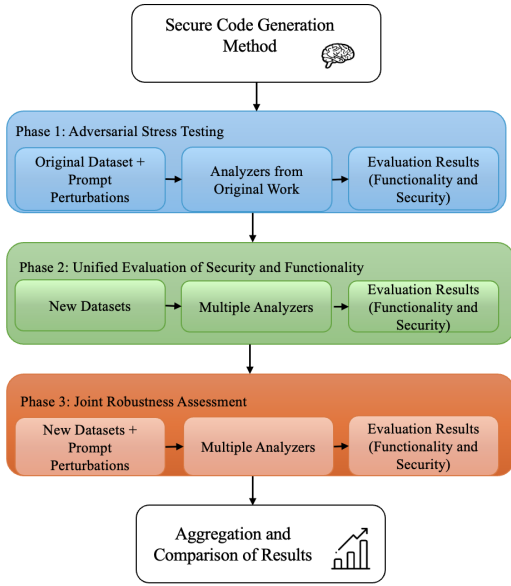 Secure Code Generation
Method
Phase 1: Adversarial Stress Testing
Original Dataset +
Prompt
Perturbations
Analyzers from
Original Work
Evaluation Results
(Functionality and
Security)
Phase 2: Unified Evaluation of Security and Functionality
New Datasets
Multiple Analyzers
Evaluation Results
(Functionality and
Security)
Phase 3: Joint Robustness Assessment
New Datasets +
Prompt
Perturbations
Multiple Analyzers
Evaluation Results
(Functionality and
Security)
Aggregation and
Comparison of Results